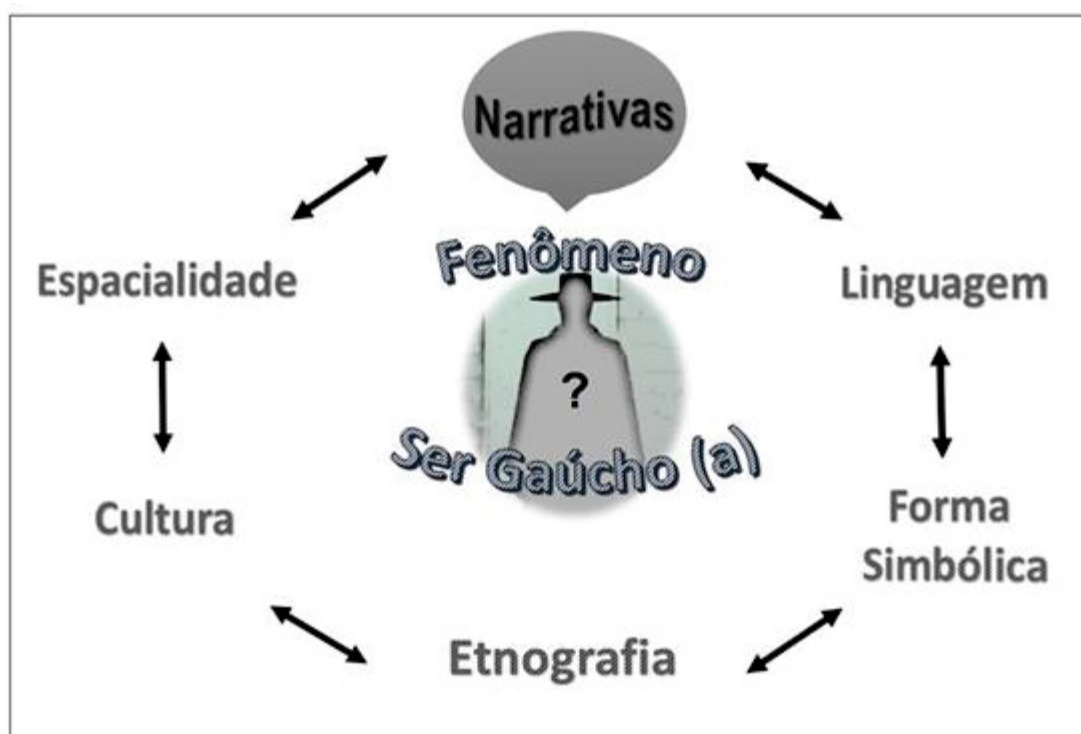 Narrativas
Fenômeno
Espacialidade
Linguagem
?
Ser Gaúcho (a)
Cultura
Forma
Simbólica
Etnografia